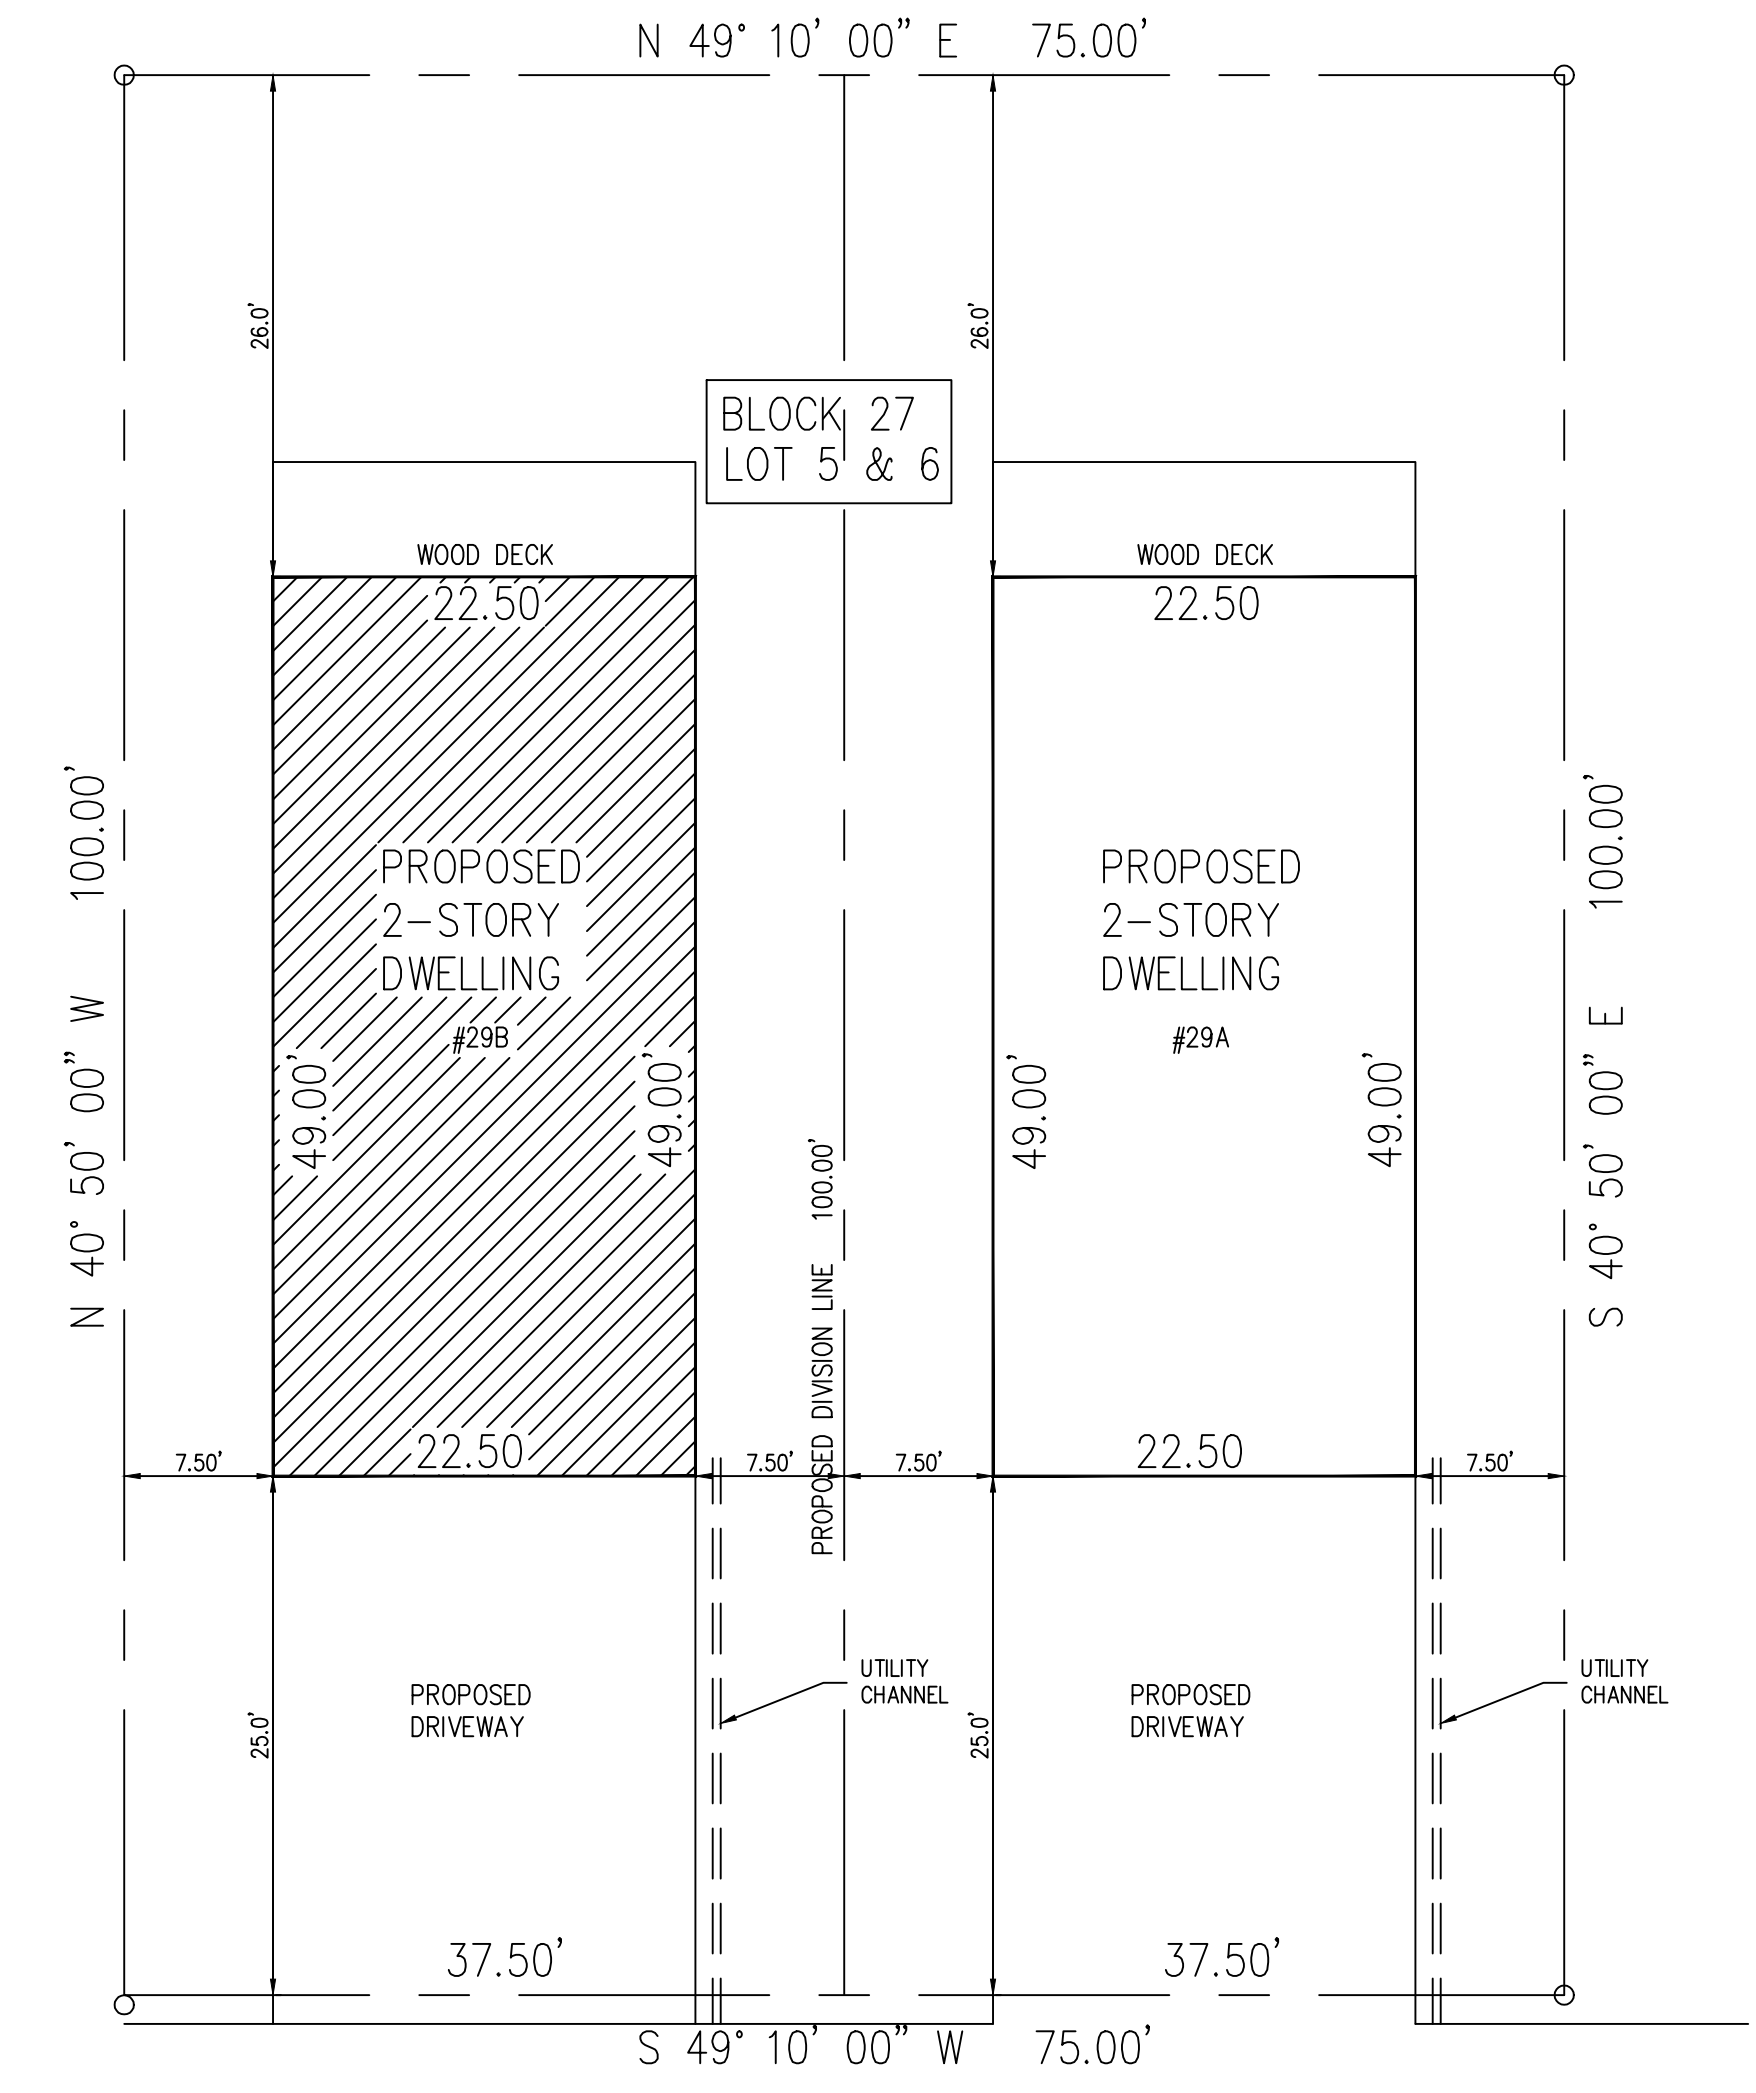 N 49° 10' 00" E 75.00'
26.0'
26.0'
BLOCK 27
LOT 5 & 6
WOOD DECK
WOOD DECK
22.50
22.50
N 40° 50' 00" W 100.00'
PROPOSED
2-STORY
DWELLING
#29B
49.00'
49.00'
PROPOSED
2-STORY
DWELLING
#29A
49.00'
49.00'
S 40° 50' 00" E 100.00'
PROPOSED DIVISION LINE 100.00'
22.50
22.50
7.50'
7.50'
7.50'
7.50'
25.0'
PROPOSED
DRIVEWAY
UTILITY
CHANNEL
25.0'
PROPOSED
DRIVEWAY
UTILITY
CHANNEL
37.50'
37.50'
S 49° 10' 00" W 75.00'